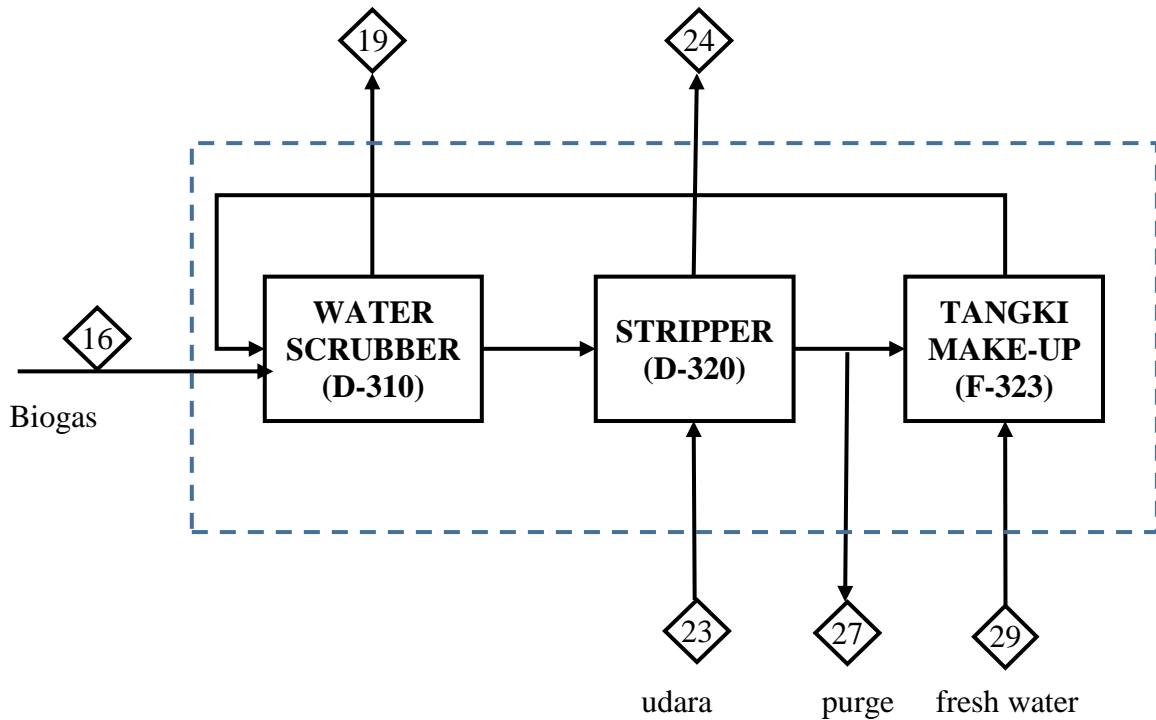 19
24
WATER
SCRUBBER
(D-310)
STRIPPER
(D-320)
TANGKI
MAKE-UP
(F-323)
16
Biogas
23
27
29
udara
purge
fresh water